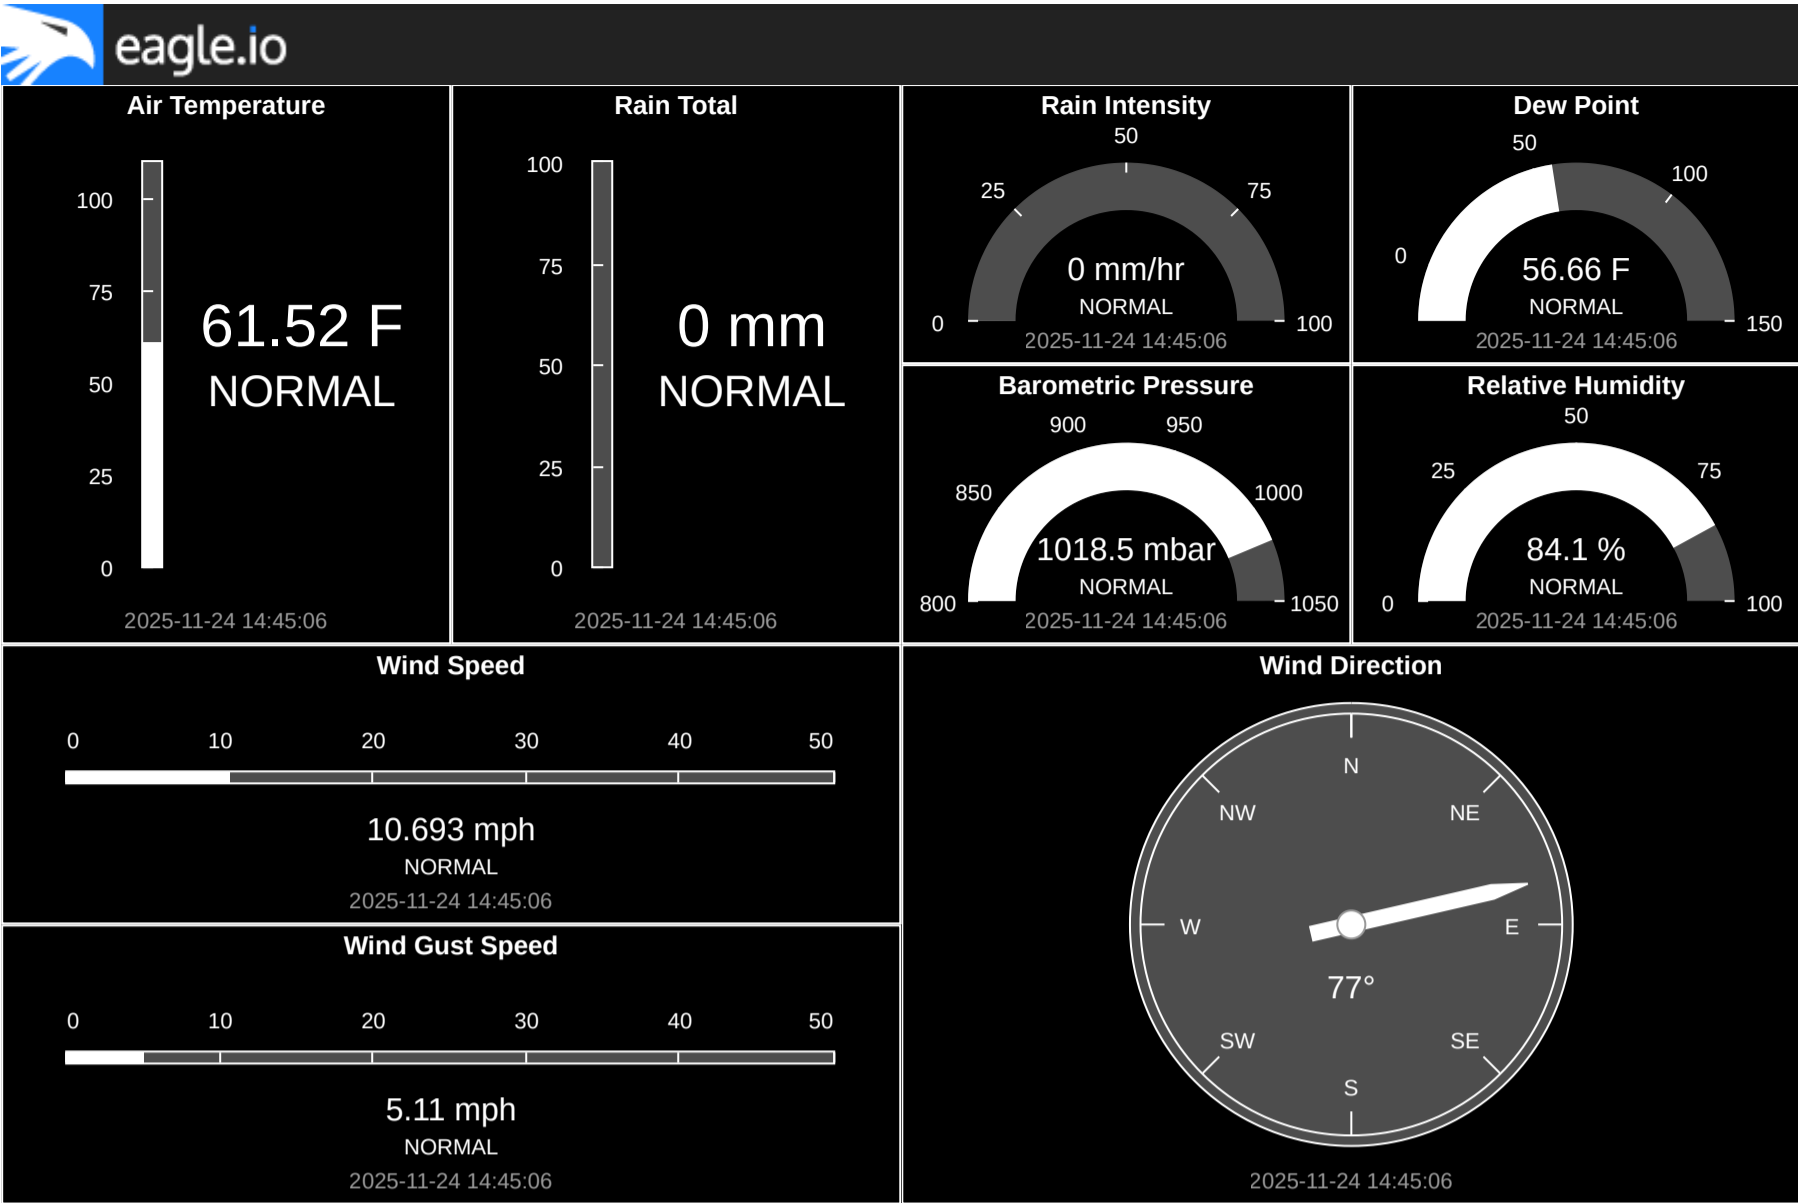 eagle.io
Air Temperature
100
75
50
25
0
61.52 F
NORMAL
2025-11-24 14:45:06
Rain Total
100
75
50
25
0
0 mm
NORMAL
2025-11-24 14:45:06
Rain Intensity
50
25
75
0
100
0 mm/hr
NORMAL
2025-11-24 14:45:06
Dew Point
50
100
0
150
56.66 F
NORMAL
2025-11-24 14:45:06
Barometric Pressure
900
950
850
1000
800
1050
1018.5 mbar
NORMAL
2025-11-24 14:45:06
Relative Humidity
50
25
75
0
100
84.1 %
NORMAL
2025-11-24 14:45:06
Wind Speed
0 10 20 30 40 50
10.693 mph
NORMAL
2025-11-24 14:45:06
Wind Gust Speed
0 10 20 30 40 50
5.11 mph
NORMAL
2025-11-24 14:45:06
Wind Direction
N
NW NE
W E
77°
SW SE
S
2025-11-24 14:45:06